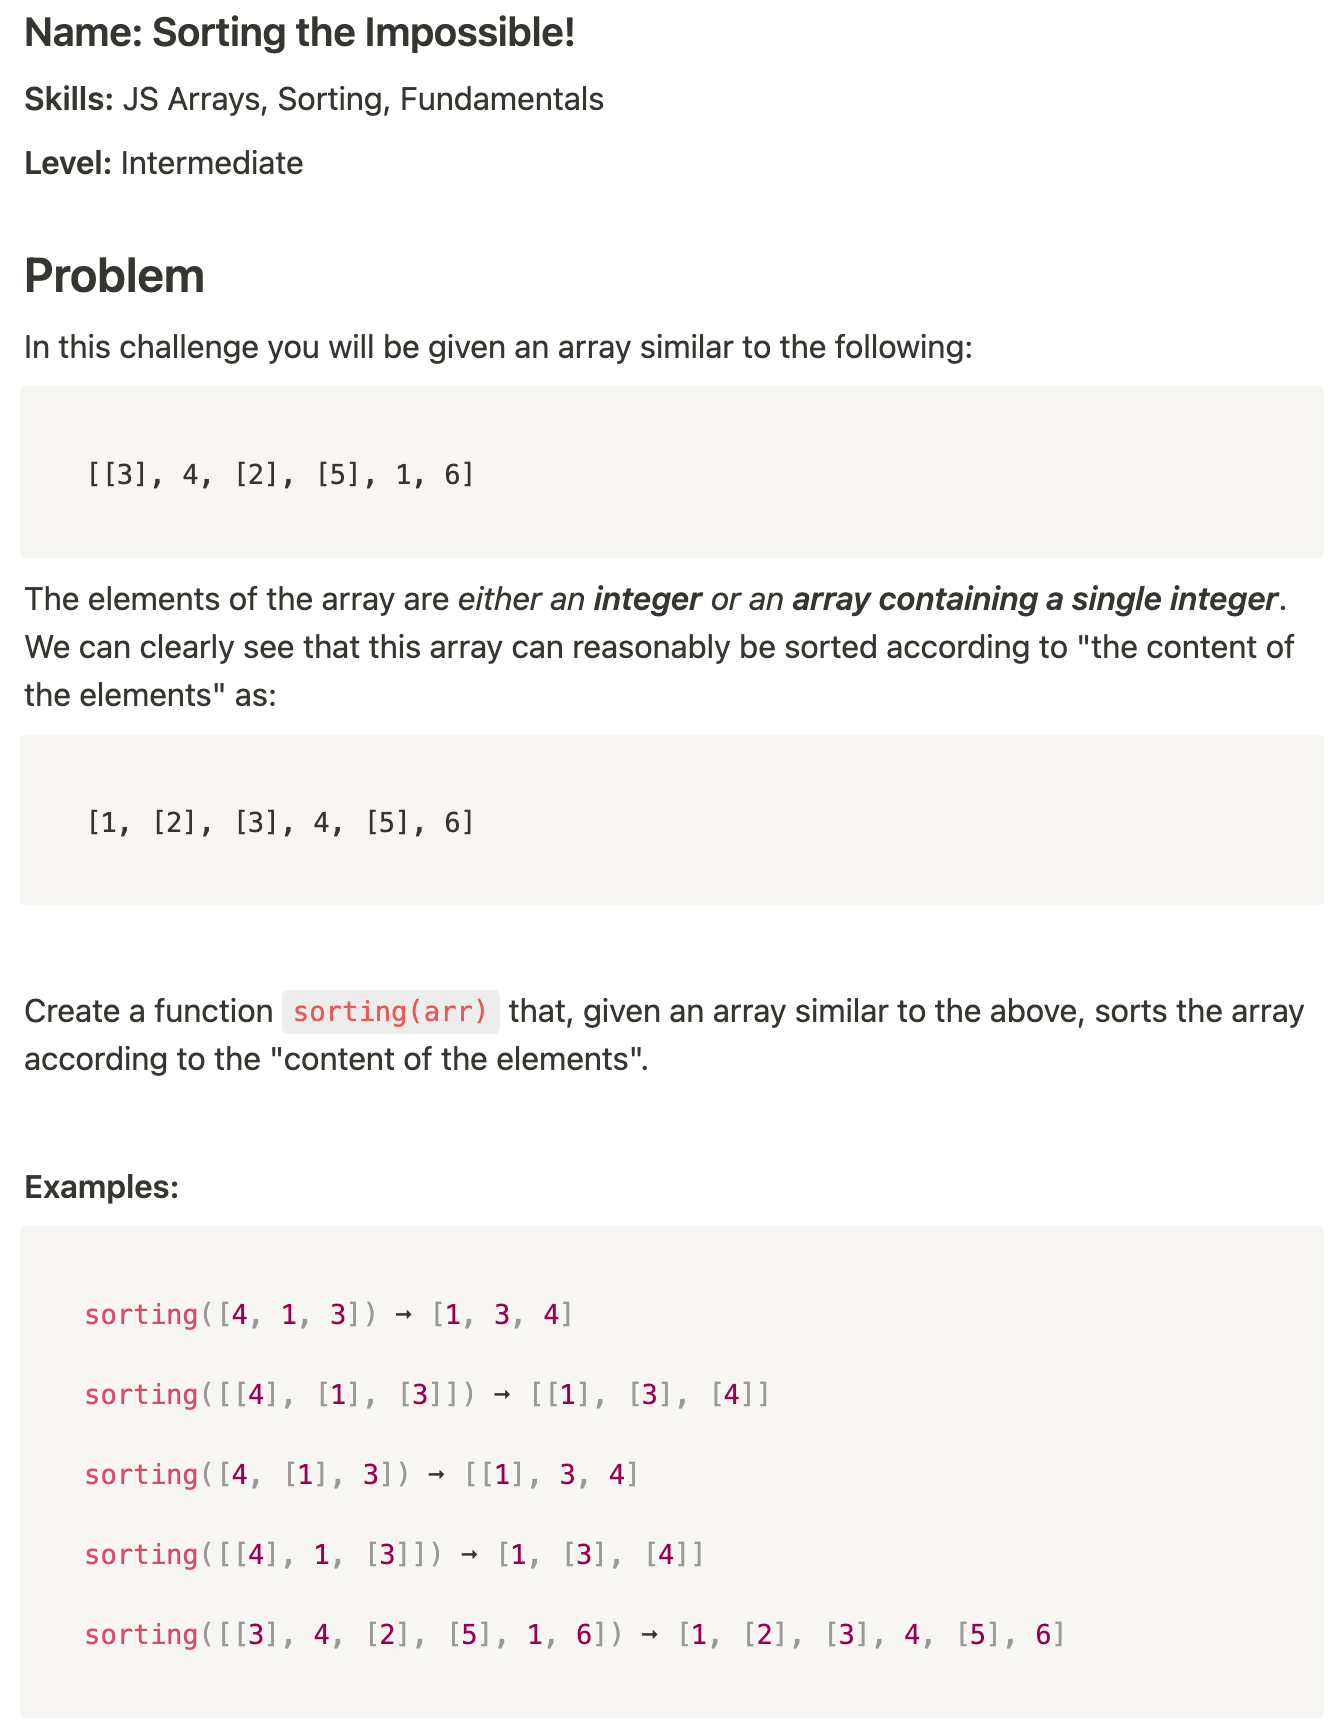 Name: Sorting the Impossible!
Skills: JS Arrays, Sorting, Fundamentals
Level: Intermediate
Problem
In this challenge you will be given an array similar to the following:
[[3], 4, [2], [5], 1, 6]
The elements of the array are either an integer or an array containing a single integer.
We can clearly see that this array can reasonably be sorted according to "the content of
the elements" as:
[1, [2], [3], 4, [5], 6]
Create a function sorting(arr) that, given an array similar to the above, sorts the array
according to the "content of the elements".
Examples:
sorting([4, 1, 3]) → [1, 3, 4]
sorting([[4], [1], [3]]) → [[1], [3], [4]]
sorting([4, [1], 3]) → [[1], 3, 4]
sorting([[4], 1, [3]]) → [1, [3], [4]]
sorting([[3], 4, [2], [5], 1, 6]) → [1, [2], [3], 4, [5], 6]